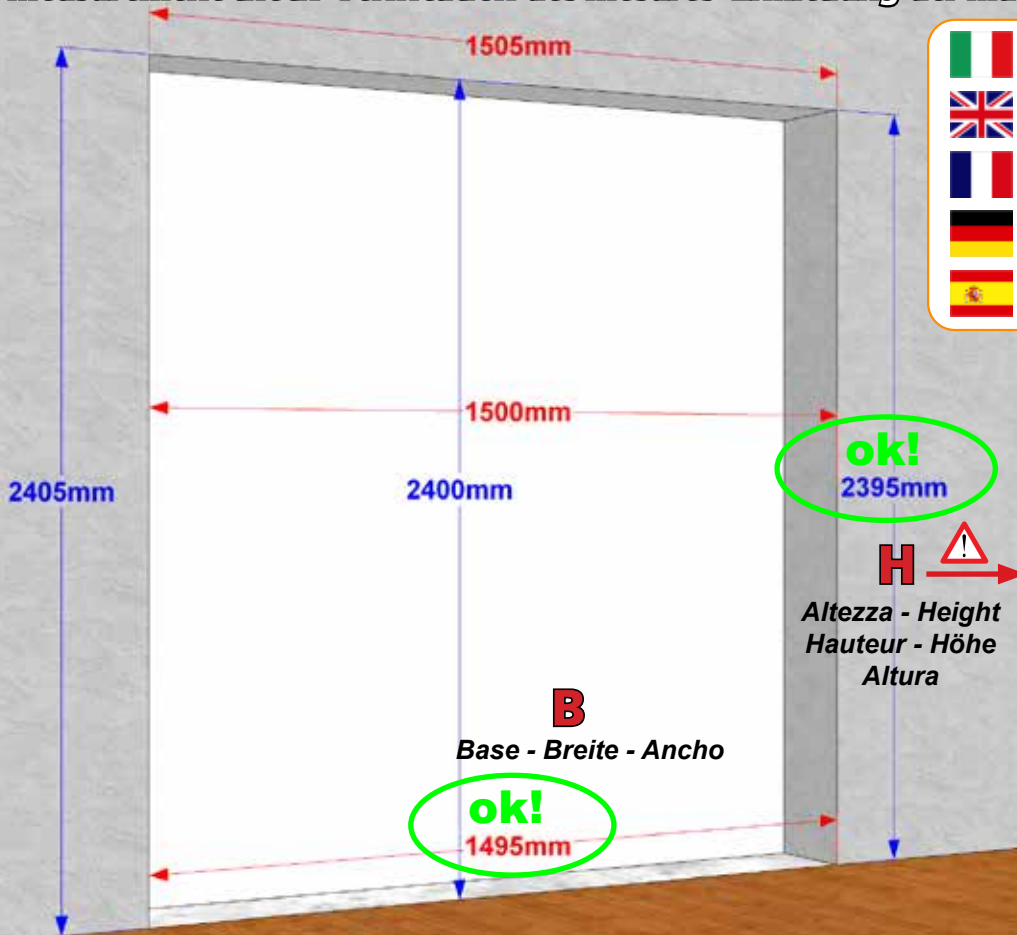 1505mm
1500mm
ok!
2405mm
2400mm
2395mm
H
Altezza - Height
Hauteur - Höhe
Altura
B
Base - Breite - Ancho
ok!
1495mm